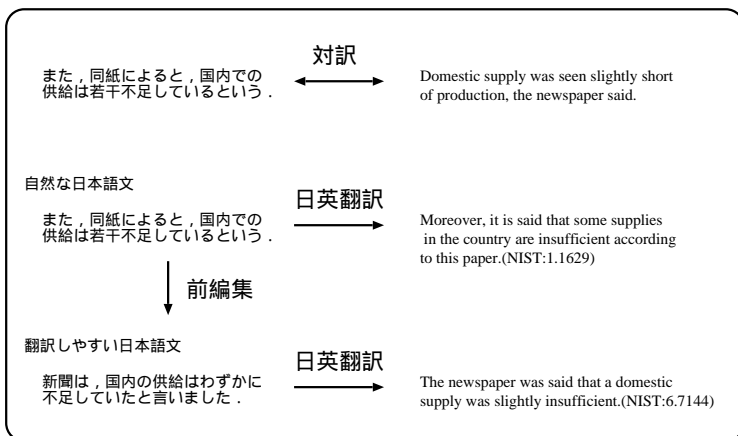 対訳
また，同紙によると，国内での
供給は若干不足しているという．
Domestic supply was seen slightly short
of production, the newspaper said.
自然な日本語文
日英翻訳
また，同紙によると，国内での
供給は若干不足しているという．
Moreover, it is said that some supplies
in the country are insufficient according
to this paper.(NIST:1.1629)
前編集
翻訳しやすい日本語文
日英翻訳
新聞は，国内の供給はわずかに
不足していたと言いました．
The newspaper was said that a domestic
supply was slightly insufficient.(NIST:6.7144)